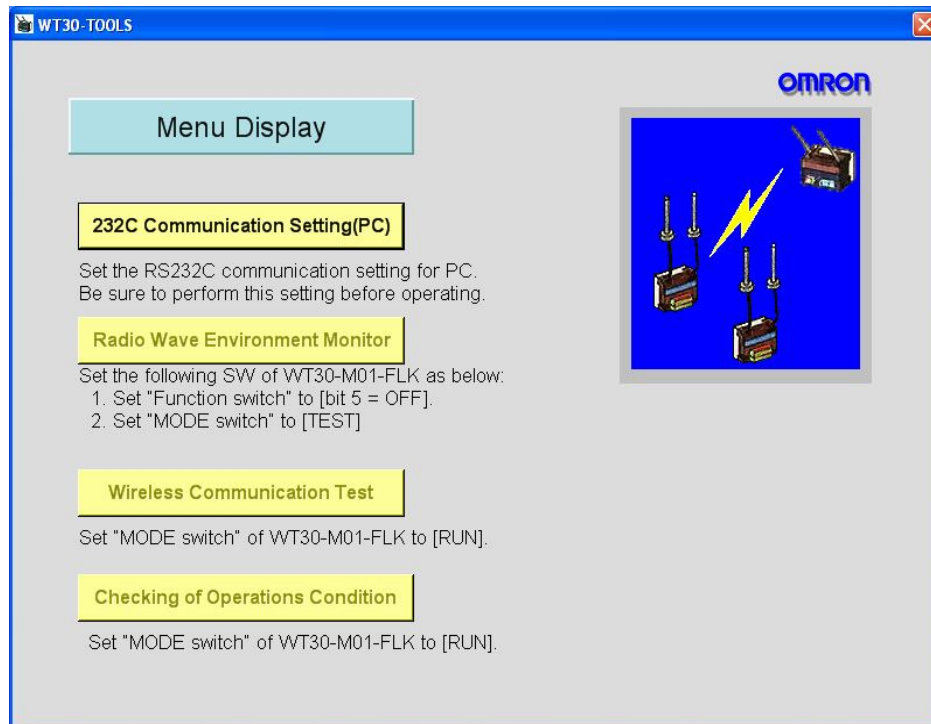 WT30-TOOLS
OMRON
Menu Display
232C Communication Setting(PC)
Set the RS232C communication setting for PC.
Be sure to perform this setting before operating.
Radio Wave Environment Monitor
Set the following SW of WT30-M01-FLK as below:
1. Set "Function switch" to [bit 5 = OFF].
2. Set "MODE switch" to [TEST]
Wireless Communication Test
Set "MODE switch" of WT30-M01-FLK to [RUN].
Checking of Operations Condition
Set "MODE switch" of WT30-M01-FLK to [RUN].